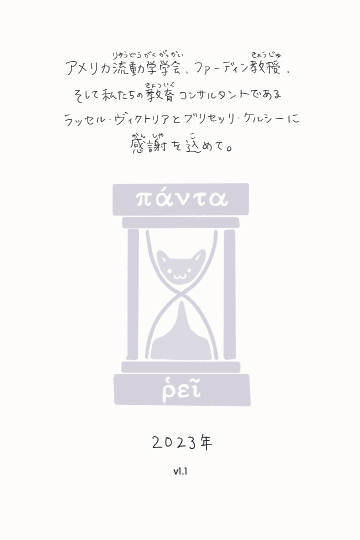 アメリカ流動学学会、ファーディン教授、
そして私たちの教育コンサルタントである
ラッセル・ヴィクトリアとブリセッリ・ケルシーに
感謝を込めて。
πάντα
ῥεῖ
2023年
v1.1